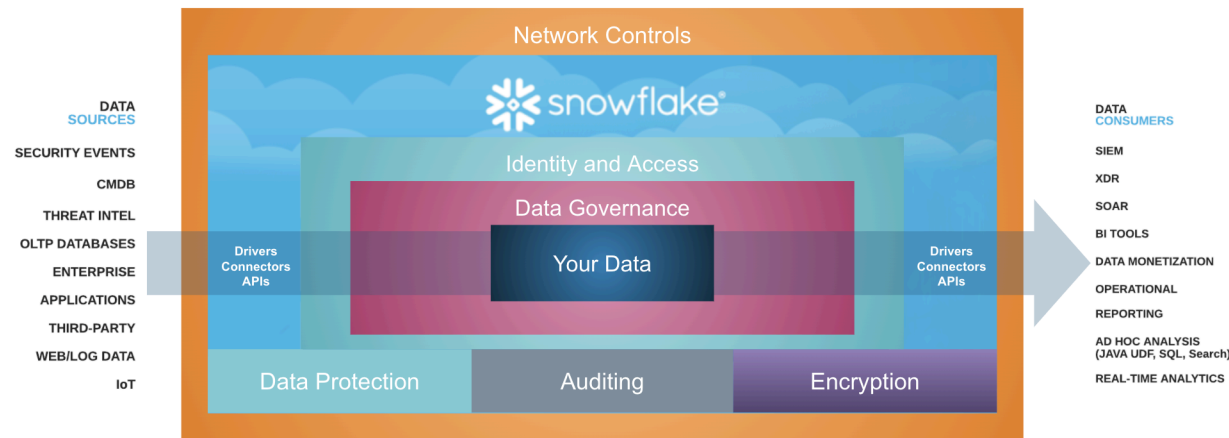 Network Controls
snowflake®
DATA
SOURCES
SECURITY EVENTS
CMDB
THREAT INTEL
OLTP DATABASES
ENTERPRISE
APPLICATIONS
THIRD-PARTY
WEB/LOG DATA
IoT
Identity and Access
Data Governance
Your Data
Drivers
Connectors
APIs
Drivers
Connectors
APIs
Data Protection
Auditing
Encryption
DATA
CONSUMERS
SIEM
XDR
SOAR
BI TOOLS
DATA MONETIZATION
OPERATIONAL
REPORTING
AD HOC ANALYSIS
(JAVA UDF, SQL, Search)
REAL-TIME ANALYTICS